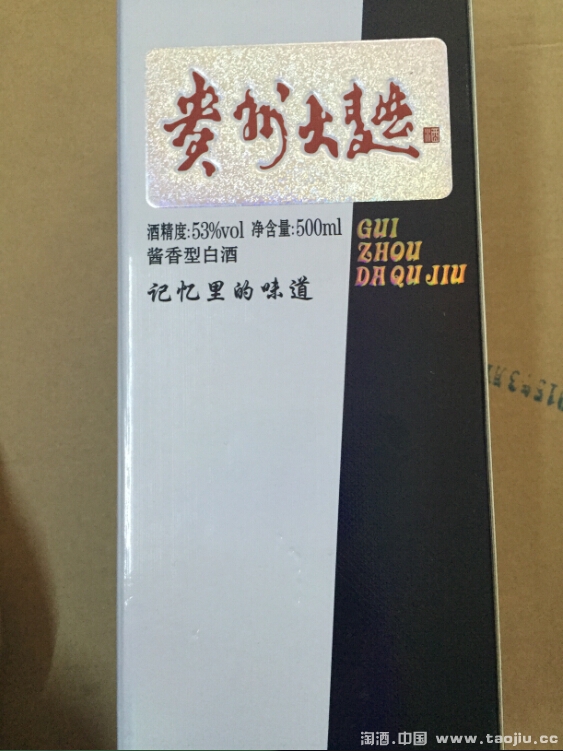 贵州大曲
酒精度:53%vol 净含量:500ml
酱香型白酒
记忆里的味道
GUI
ZHOU
DA QU JIU
淘酒.中国 www.taojiu.cc